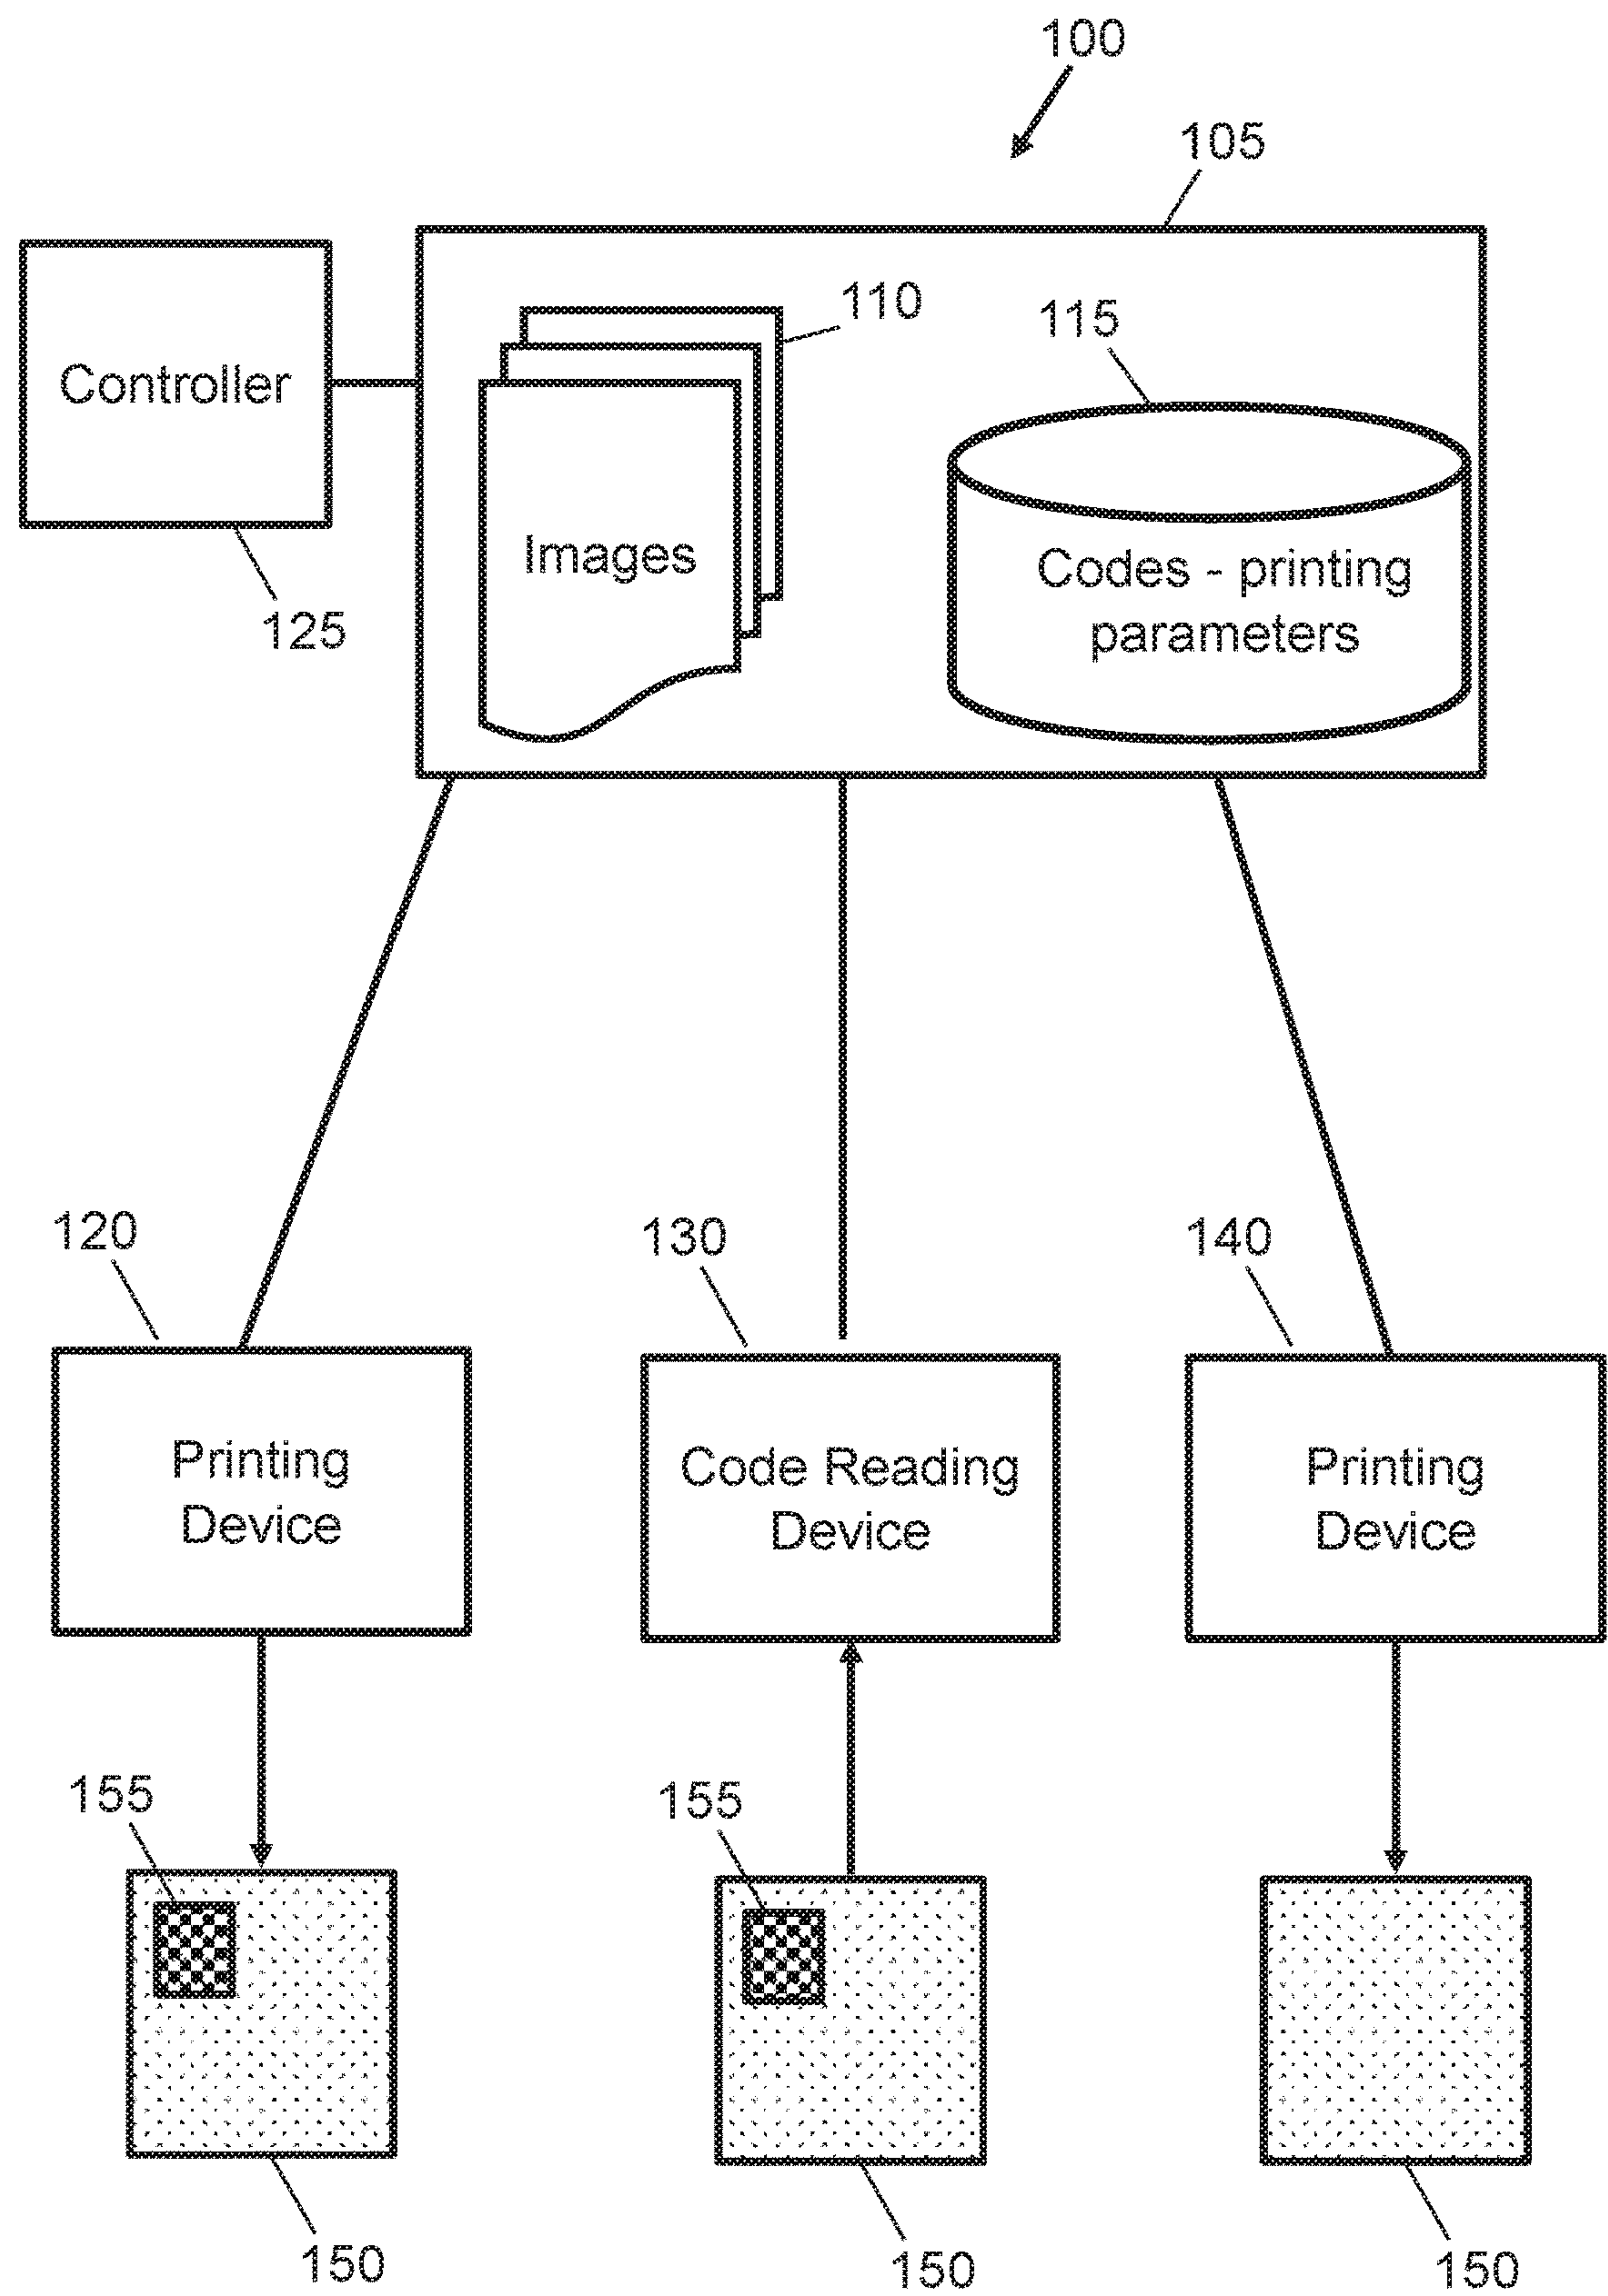 100
105
110
115
Controller
Images
Codes - printing
parameters
125
120
130
140
Printing
Device
Code Reading
Device
Printing
Device
155
155
150
150
150